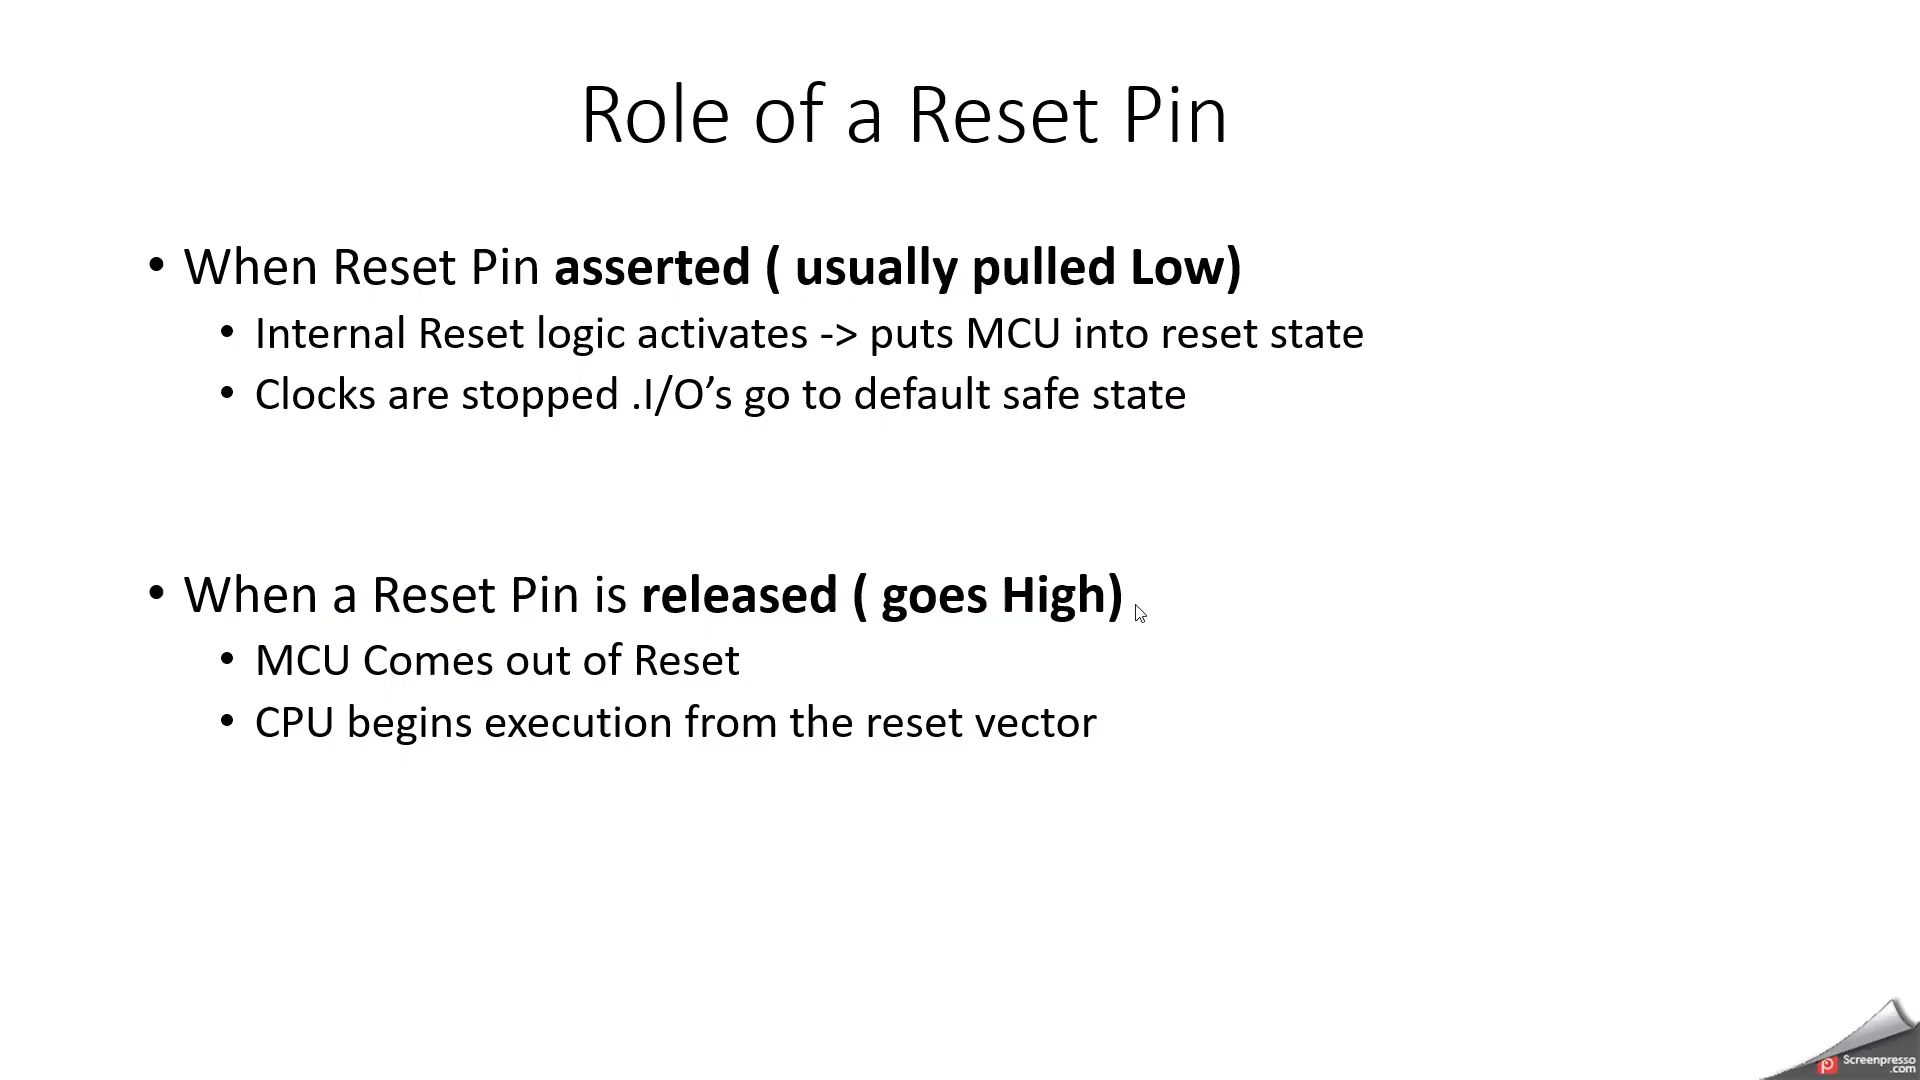 Role of a Reset Pin
• When Reset Pin asserted ( usually pulled Low)
• Internal Reset logic activates -> puts MCU into reset state
• Clocks are stopped .I/O’s go to default safe state
• When a Reset Pin is released ( goes High)
• MCU Comes out of Reset
• CPU begins execution from the reset vector
Screenpresso
.com